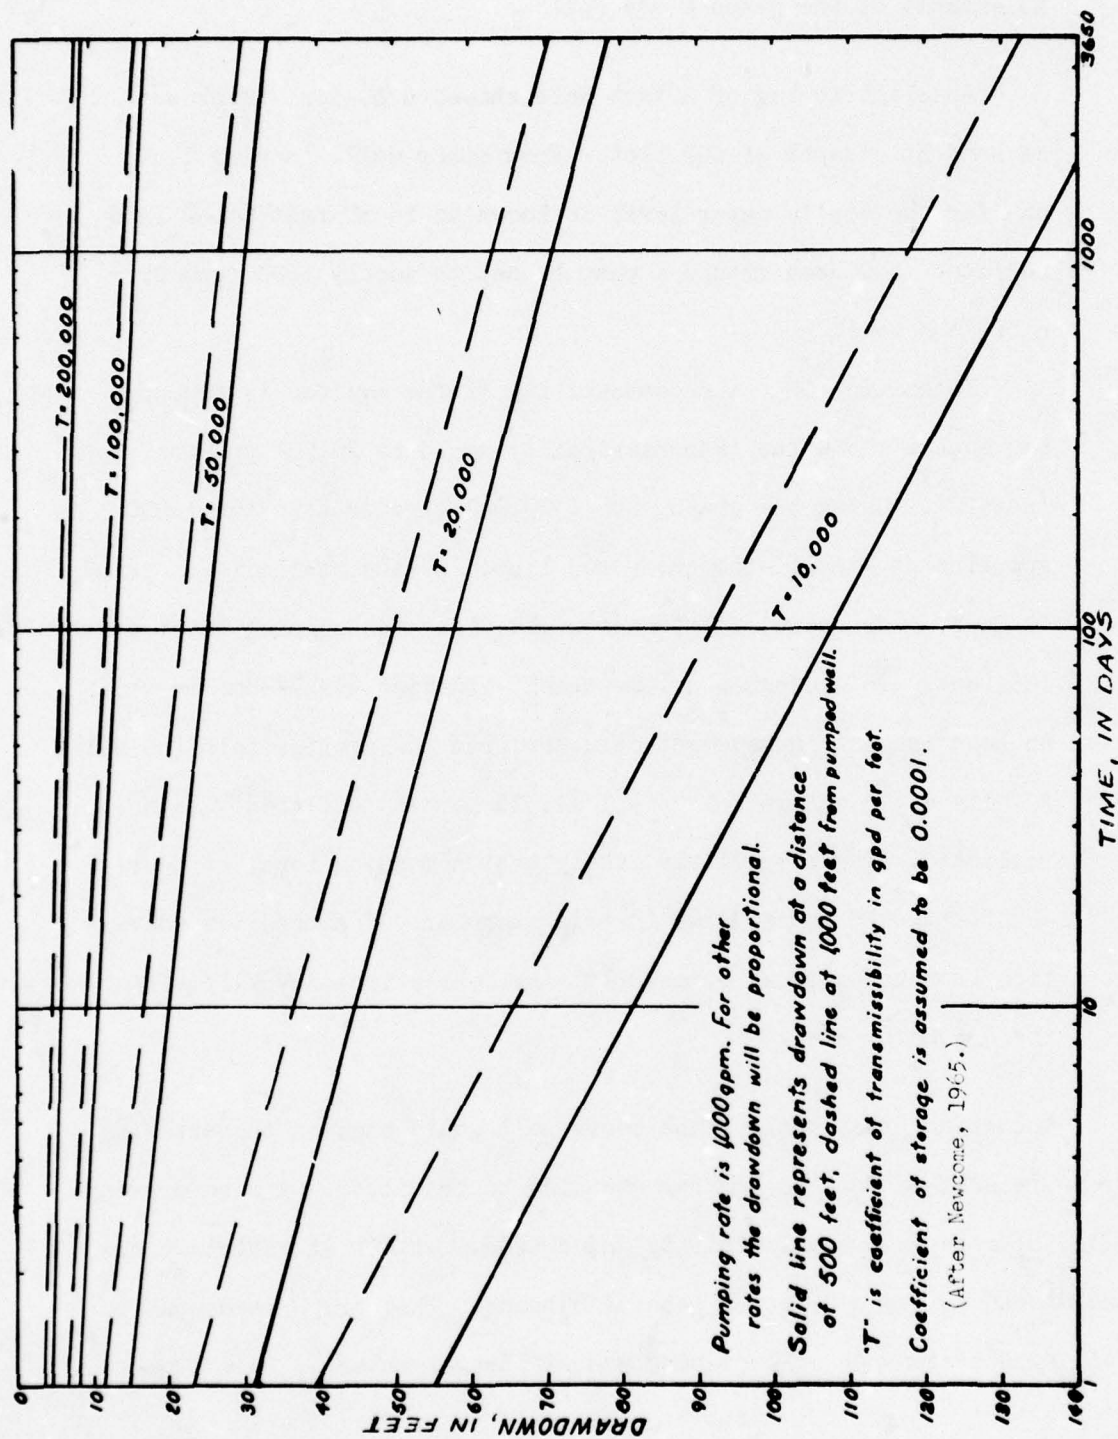 DRAWDOWN, IN FEET
0
10
20
30
40
50
60
70
80
90
100
110
120
130
140
T= 200,000
T= 100,000
T= 50,000
T= 20,000
T= 10,000
Pumping rate is 1,000 gpm. For other
rates the drawdown will be proportional.
Solid line represents drawdown at a distance
of 500 feet, dashed line at 1,000 feet from pumped well.
"T" is coefficient of transmissibility in gpd per foot.
Coefficient of storage is assumed to be 0.0001.
(After Newcome, 1965.)
1
10
100
1000
3650
TIME, IN DAYS